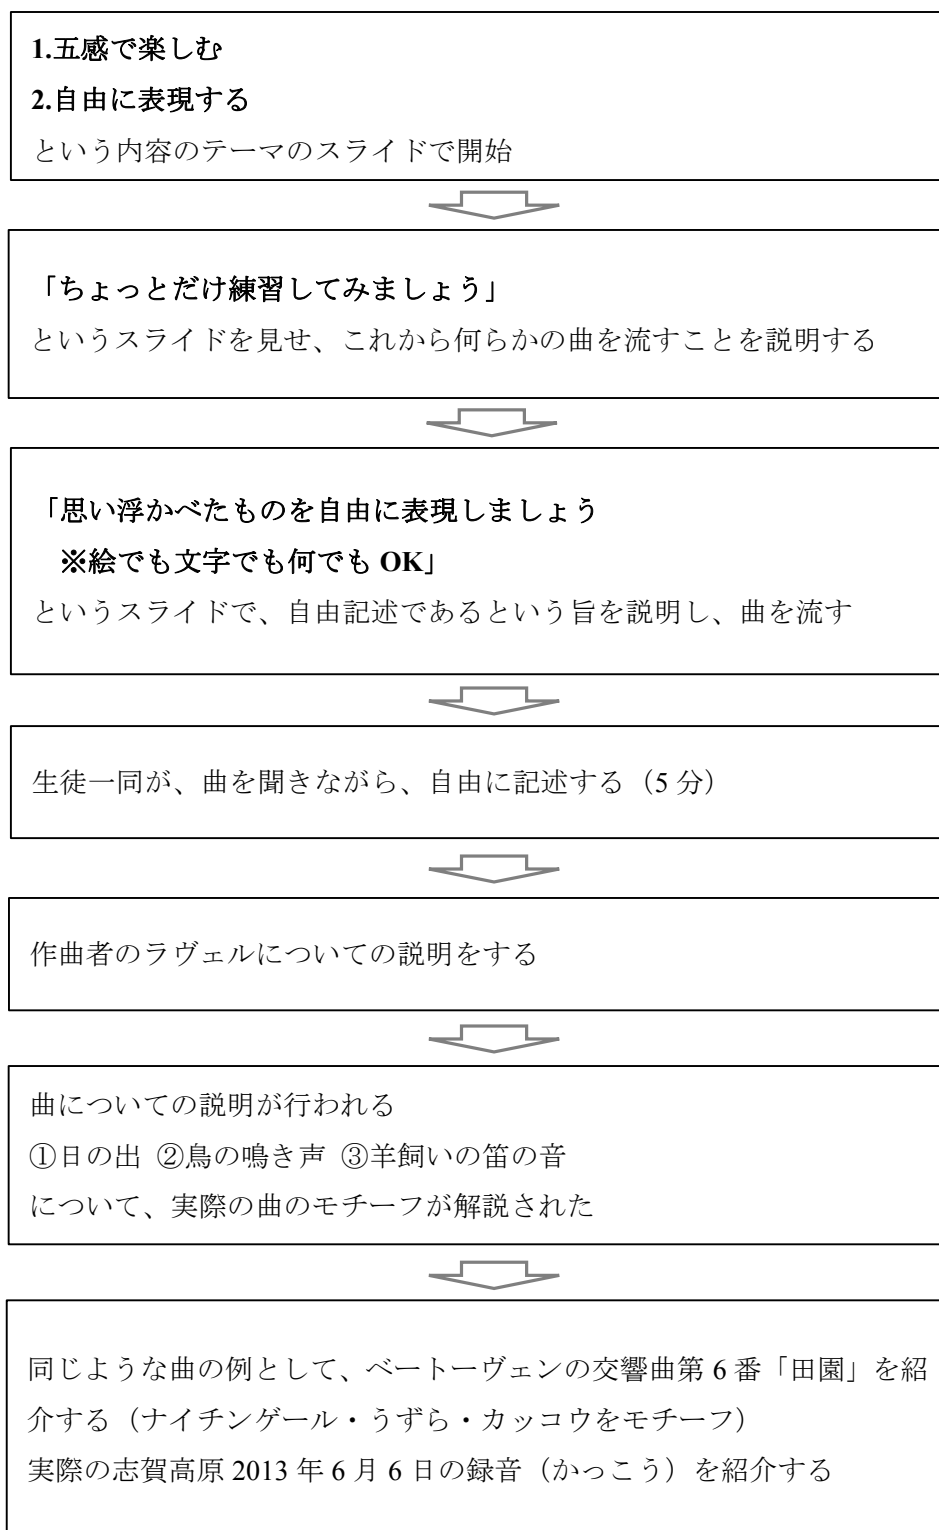 1.五感で楽しむ
2.自由に表現する
という内容のテーマのスライドで開始
「ちょっとだけ練習してみましょう」
というスライドを見せ、これから何らかの曲を流すことを説明する
「思い浮かべたものを自由に表現しましょう
※絵でも文字でも何でも OK」
というスライドで、自由記述であるという旨を説明し、曲を流す
生徒一同が、曲を聞きながら、自由に記述する（5 分）
作曲者のラヴェルについての説明をする
曲についての説明が行われる
①日の出 ②鳥の鳴き声 ③羊飼いの笛の音
について、実際の曲のモチーフが解説された
同じような曲の例として、ベートーヴェンの交響曲第 6 番「田園」を紹
介する（ナイチンゲール・うずら・カッコウをモチーフ）
実際の志賀高原 2013 年 6 月 6 日の録音（かっこう）を紹介する